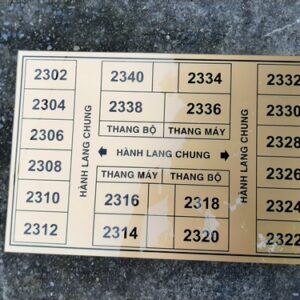 2302 2340 2334 2332
2304 2338 2336 2330
THANG BỘ THANG MÁY
2306 2328
HÀNH LANG CHUNG
HÀNH LANG CHUNG
HÀNH LANG CHUNG
2308 2326
THANG MÁY THANG BỘ
2310 2316 2318 2324
2312 2314 2320 2322